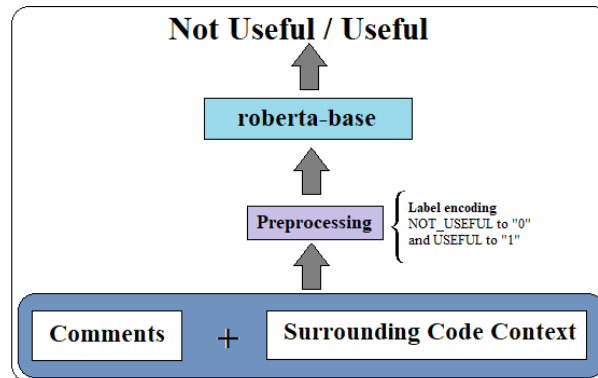 Not Useful / Useful
roberta-base
Preprocessing
Label encoding
NOT_USEFUL to "0"
and USEFUL to "1"
Comments + Surrounding Code Context